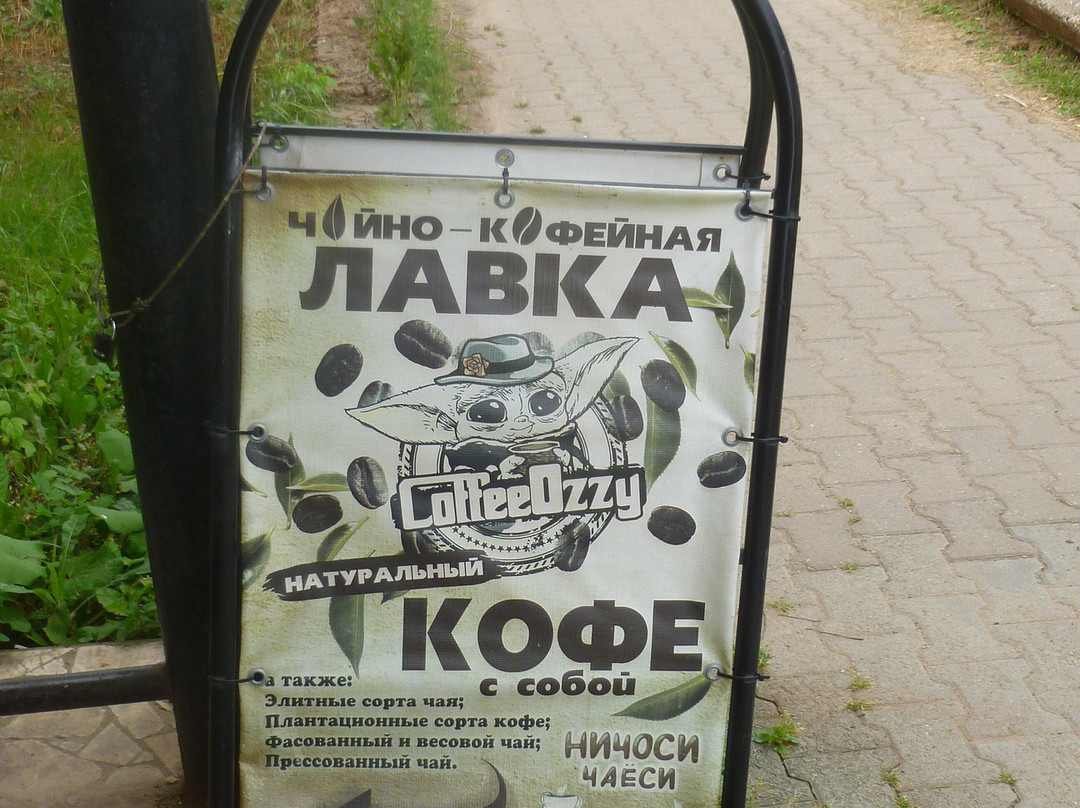 ЧАЙНО – КОФЕЙНАЯ
ЛАВКА
CoffeeOzzy
НАТУРАЛЬНЫЙ
КОФЕ
с собой
а также:
Элитные сорта чая;
Плантационные сорта кофе;
Фасованный и весовой чай;
Прессованный чай.
НИЧОСИ
ЧАЁСИ